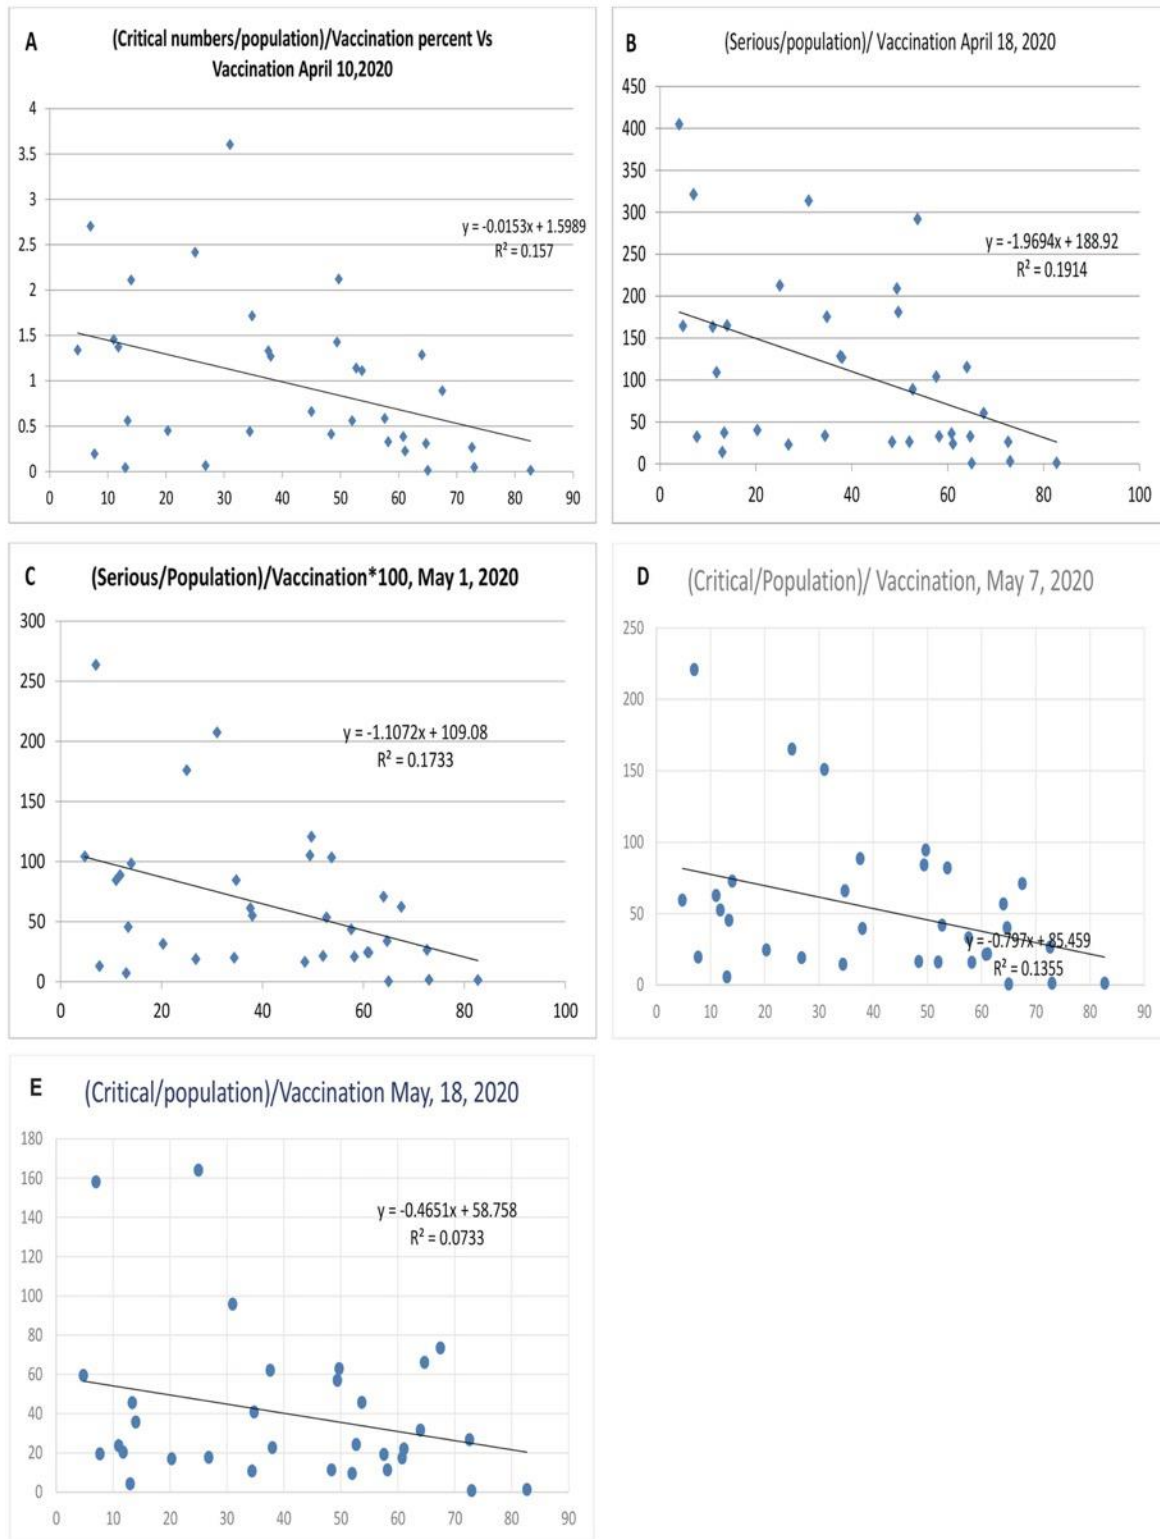 A
(Critical numbers/population)/Vaccination percent Vs
Vaccination April 10,2020
4
3.5
3
2.5
2
1.5
1
0.5
0
y = -0.0153x + 1.5989
R² = 0.157
0 10 20 30 40 50 60 70 80 90
B
(Serious/population)/ Vaccination April 18, 2020
450
400
350
300
250
200
150
100
50
0
y = -1.9694x + 188.92
R² = 0.1914
0 20 40 60 80 100
C
(Serious/Population)/Vaccination*100, May 1, 2020
300
250
200
150
100
50
0
y = -1.1072x + 109.08
R² = 0.1733
0 20 40 60 80 100
D
(Critical/Population)/ Vaccination, May 7, 2020
250
200
150
100
50
0
y = -0.797x + 85.459
R² = 0.1355
0 10 20 30 40 50 60 70 80 90
E
(Critical/population)/Vaccination May, 18, 2020
180
160
140
120
100
80
60
40
20
0
y = -0.4651x + 58.758
R² = 0.0733
0 10 20 30 40 50 60 70 80 90